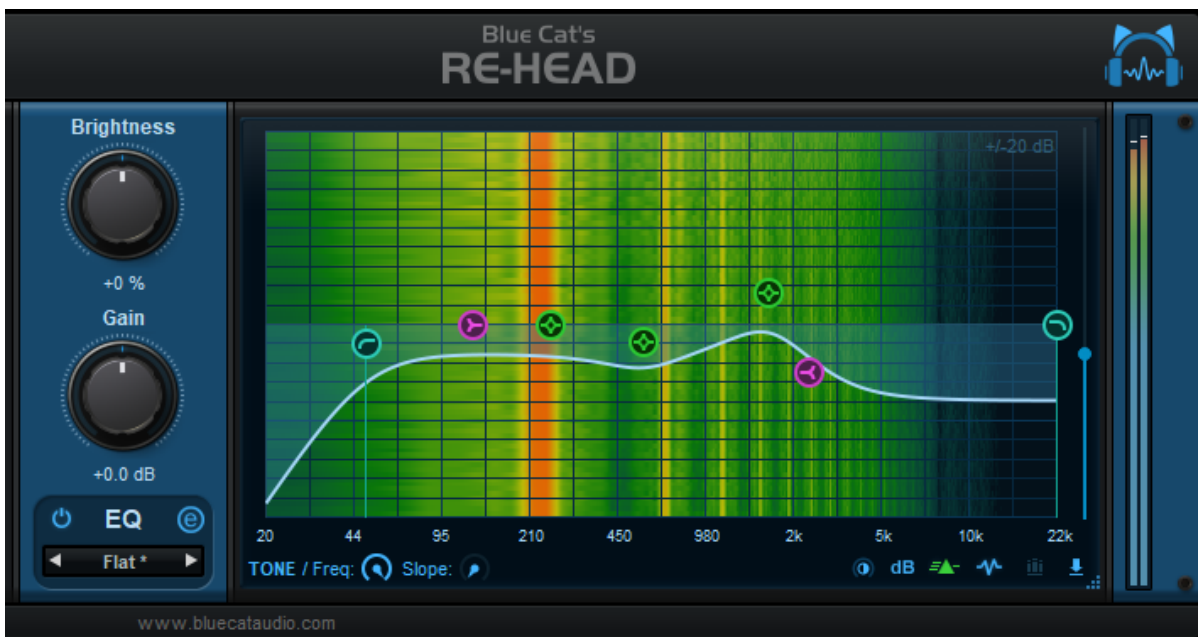 Blue Cat's
RE-HEAD
Brightness
+0 %
Gain
+0.0 dB
EQ
e
Flat *
+/-20 dB
20 44 95 210 450 980 2k 5k 10k 22k
TONE / Freq: Slope: dB
www.bluecataudio.com